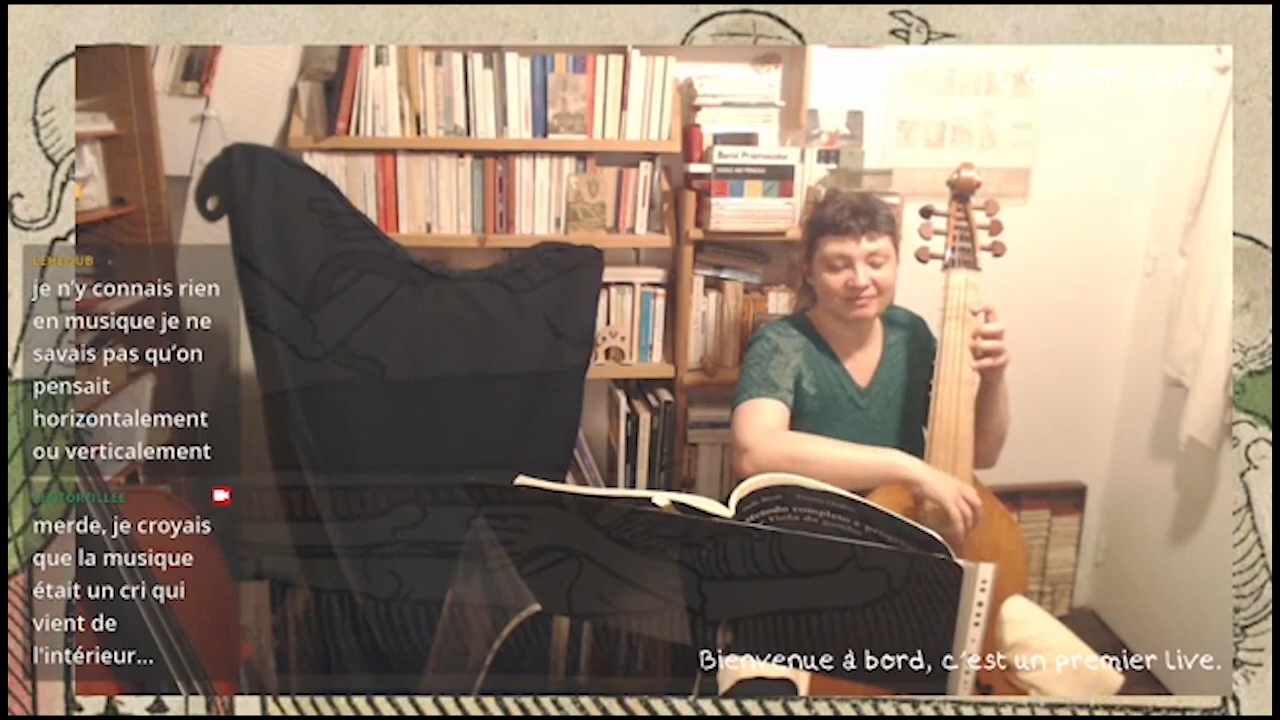 LEHLOUB
je n'y connais rien
en musique je ne
savais pas qu'on
pensait
horizontalement
ou verticalement
merde, je croyais
que la musique
était un cri qui
vient de
l'intérieur...
Bienvenue à bord, c'est un premier live.